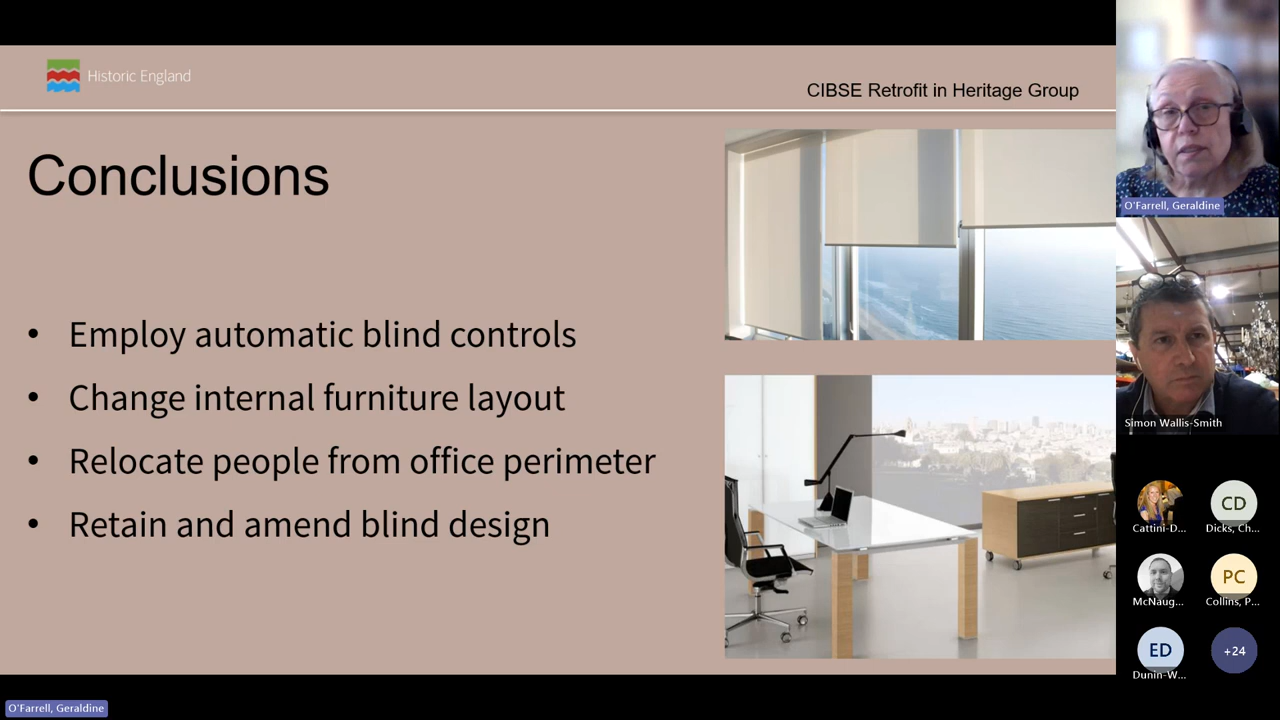 Historic England
CIBSE Retrofit in Heritage Group
Conclusions
• Employ automatic blind controls
• Change internal furniture layout
• Relocate people from office perimeter
• Retain and amend blind design
O'Farrell, Geraldine
Simon Wallis-Smith
Cattini-D...
CD
Dicks, Ch...
McNaug...
PC
Collins, P...
ED
Dunin-W...
+24
O'Farrell, Geraldine